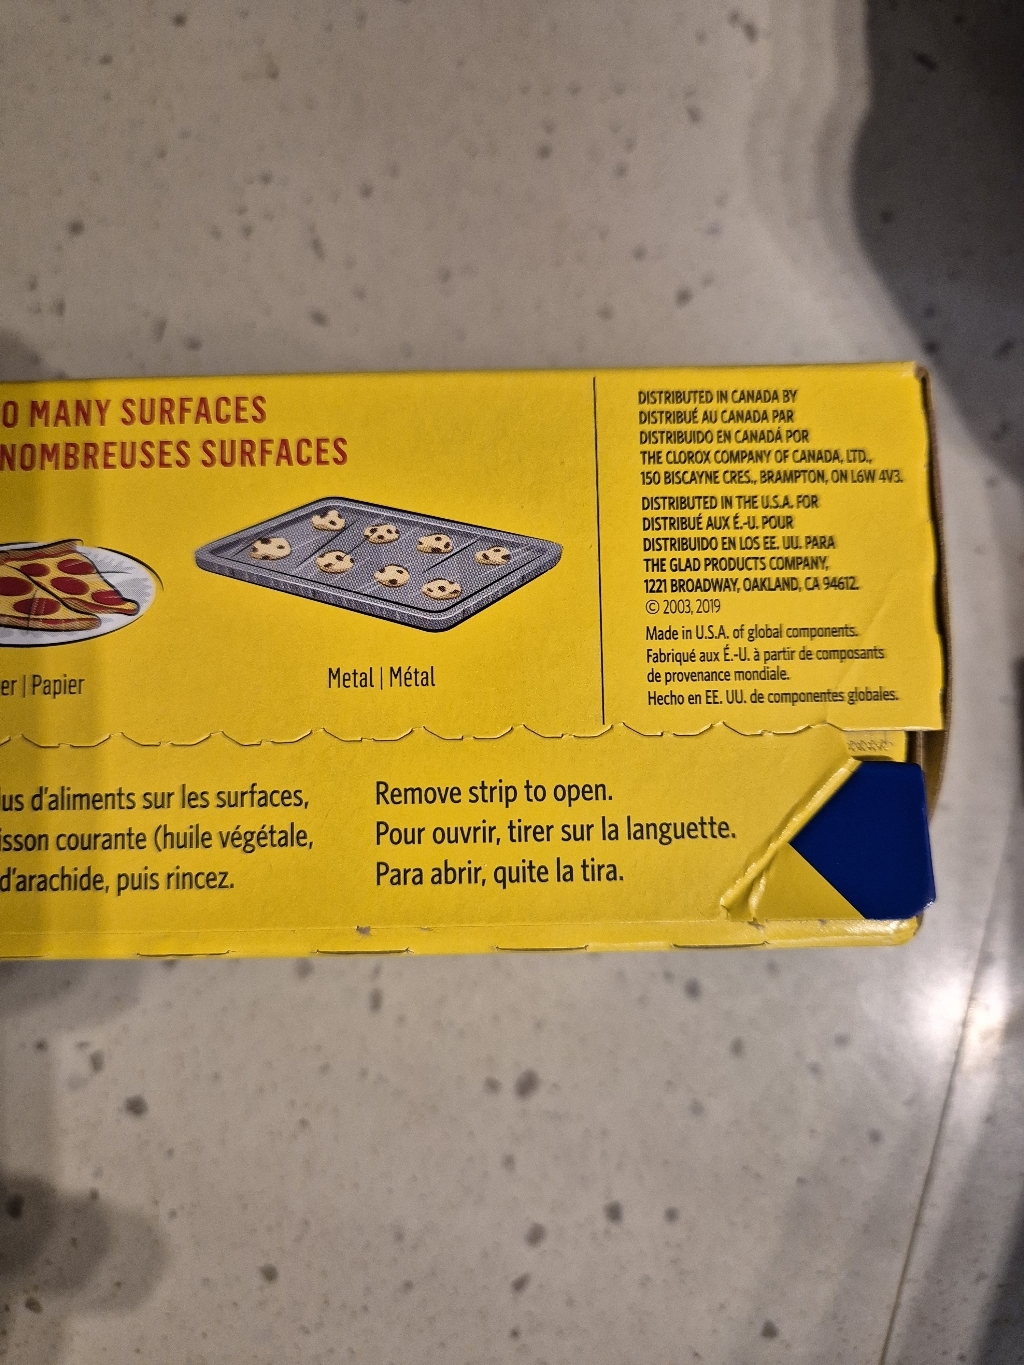 O MANY SURFACES
NOMBREUSES SURFACES
er | Papier
Metal | Métal
DISTRIBUTED IN CANADA BY
DISTRIBUÉ AU CANADA PAR
DISTRIBUIDO EN CANADÁ POR
THE CLOROX COMPANY OF CANADA, LTD.,
150 BISCAYNE CRES., BRAMPTON, ON L6W 4V3.
DISTRIBUTED IN THE U.S.A. FOR
DISTRIBUÉ AUX É.-U. POUR
DISTRIBUIDO EN LOS EE. UU. PARA
THE GLAD PRODUCTS COMPANY,
1221 BROADWAY, OAKLAND, CA 94612.
© 2003, 2019
Made in U.S.A. of global components.
Fabriqué aux É.-U. à partir de composants
de provenance mondiale.
Hecho en EE. UU. de componentes globales.
lus d'aliments sur les surfaces,
isson courante (huile végétale,
d'arachide, puis rincez.
Remove strip to open.
Pour ouvrir, tirer sur la languette.
Para abrir, quite la tira.